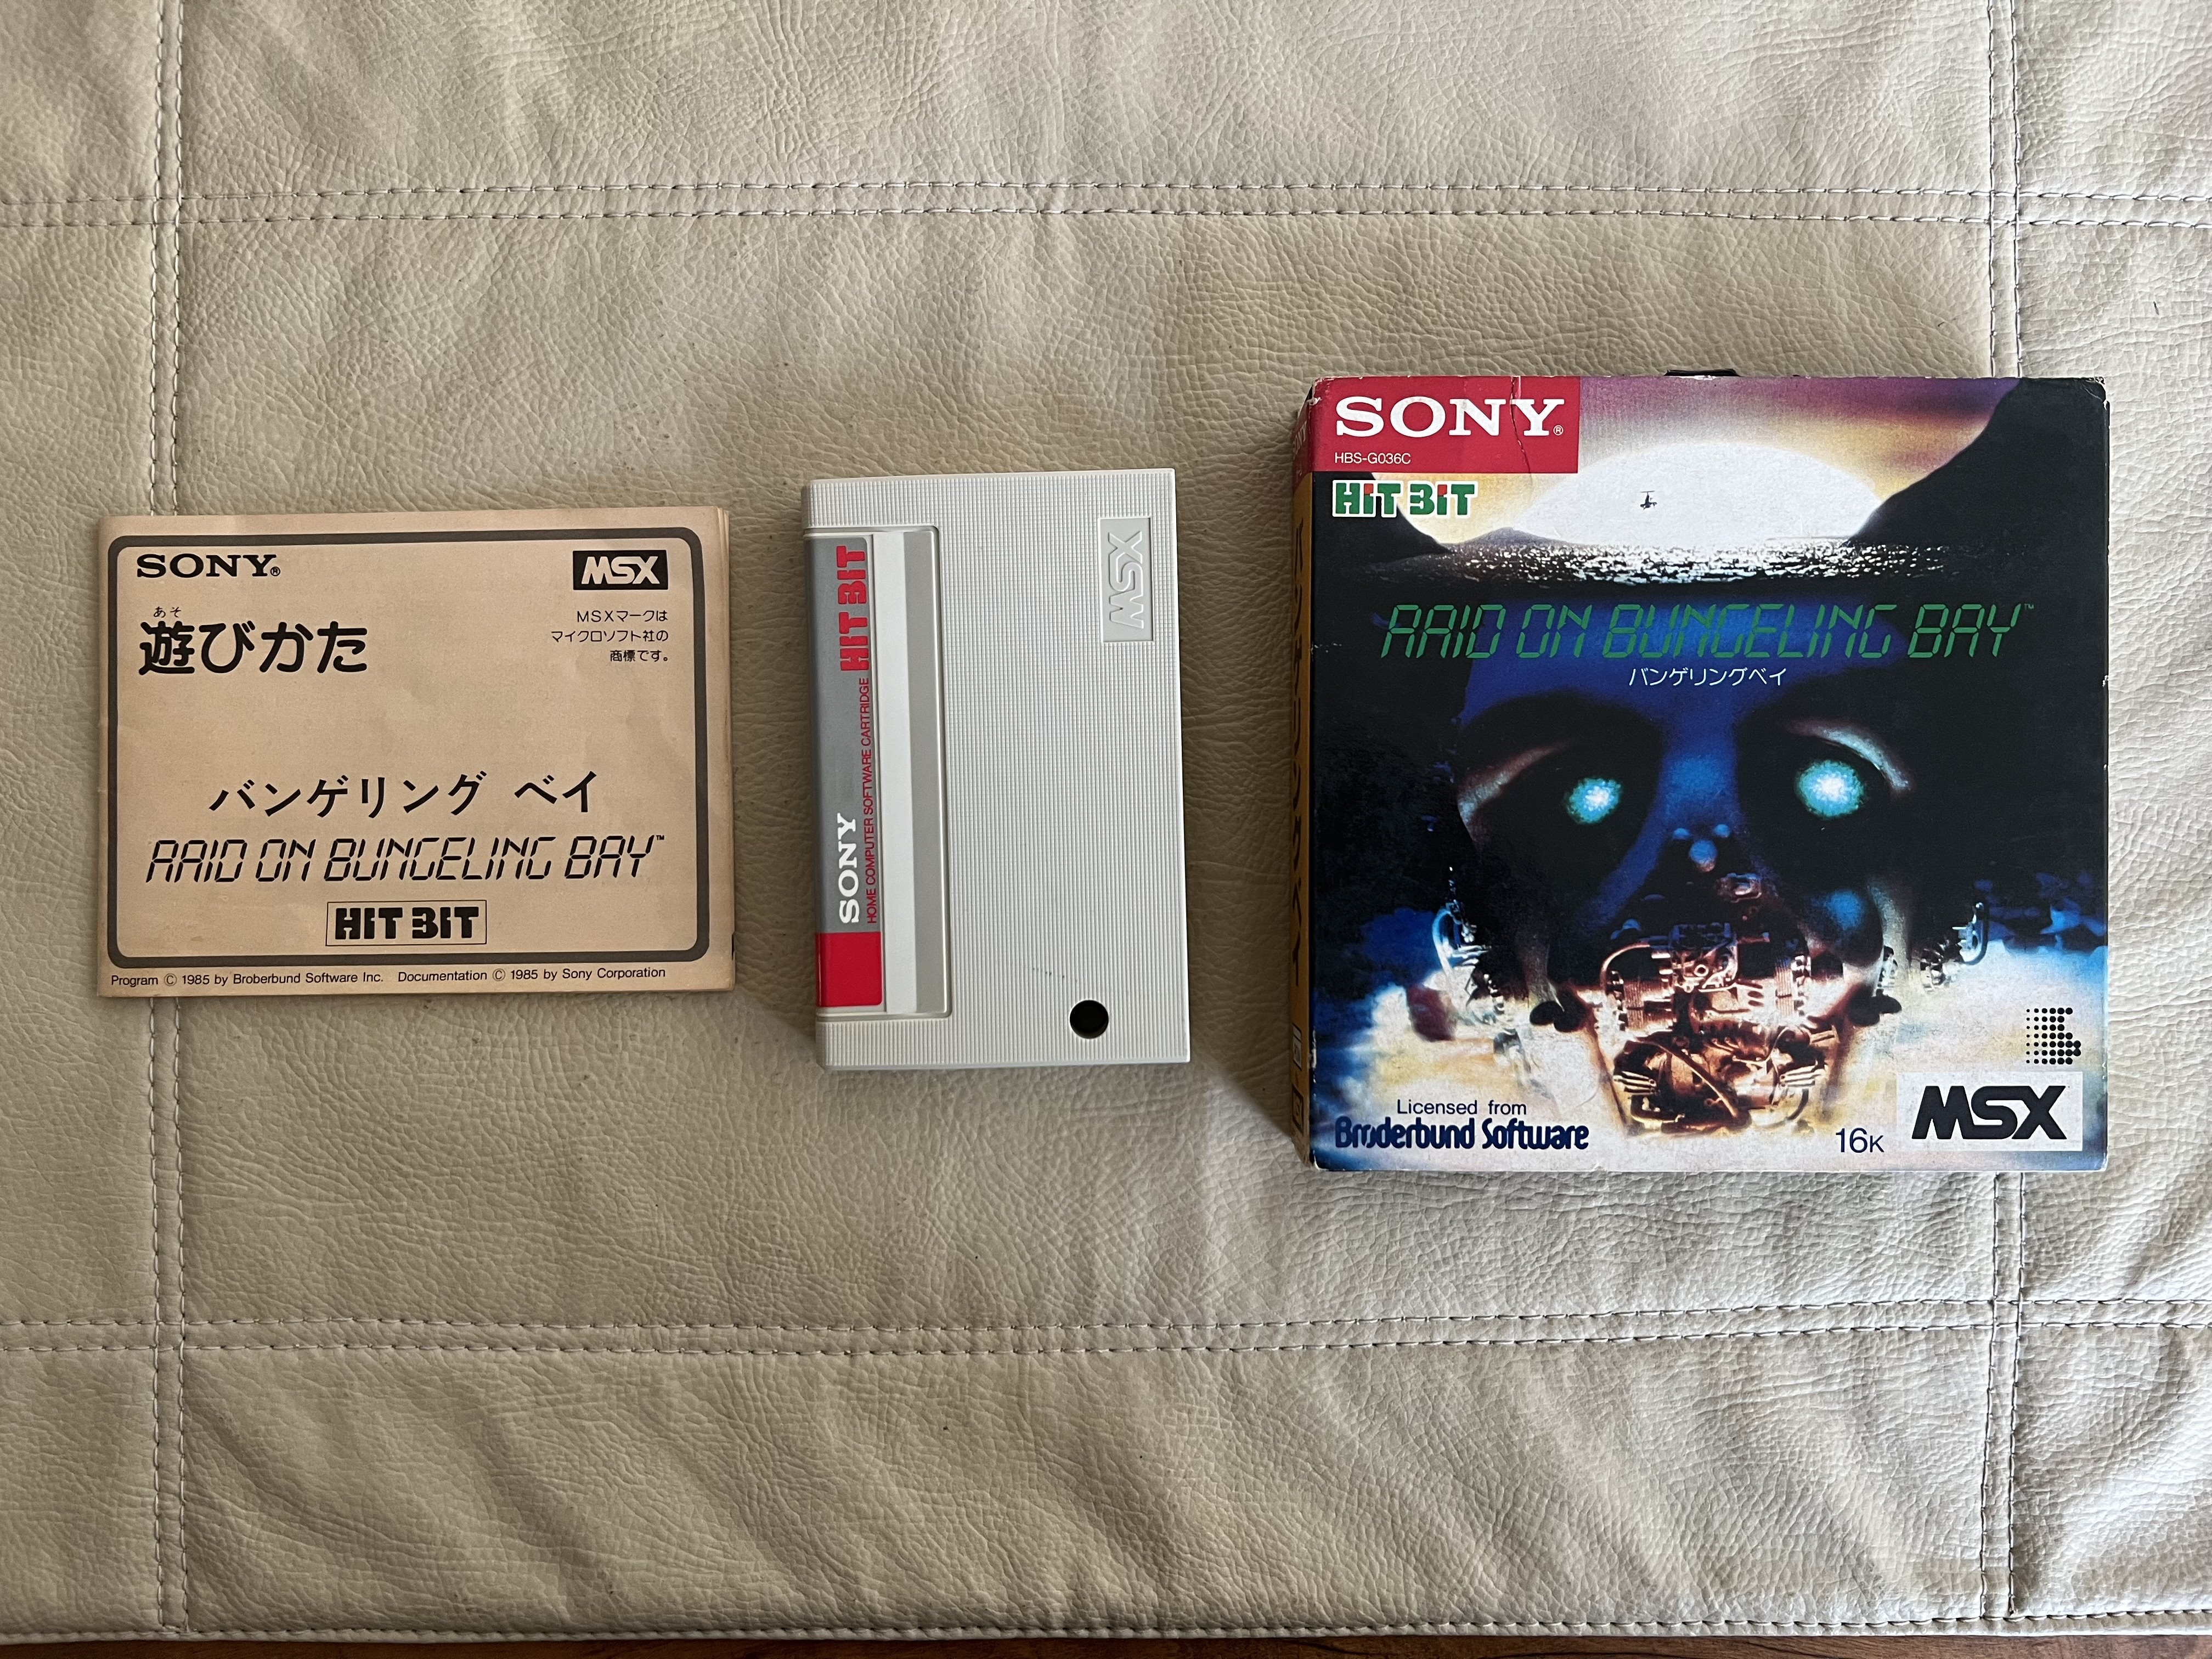 SONY®
MSX
あそ
遊びかた
MSXマークは
マイクロソフト社の
商標です。
バンゲリング ベイ
RAID ON BUNGELING BAY™
HIT BIT
Program © 1985 by Broberbund Software Inc. Documentation © 1985 by Sony Corporation
SONY
HOME COMPUTER SOFTWARE CARTRIDGE
HIT BIT
MSX
SONY®
HBS-G036C
HIT BIT
RAID ON BUNGELING BAY™
バンゲリングベイ
Licensed from
Brøderbund Software
16K
MSX